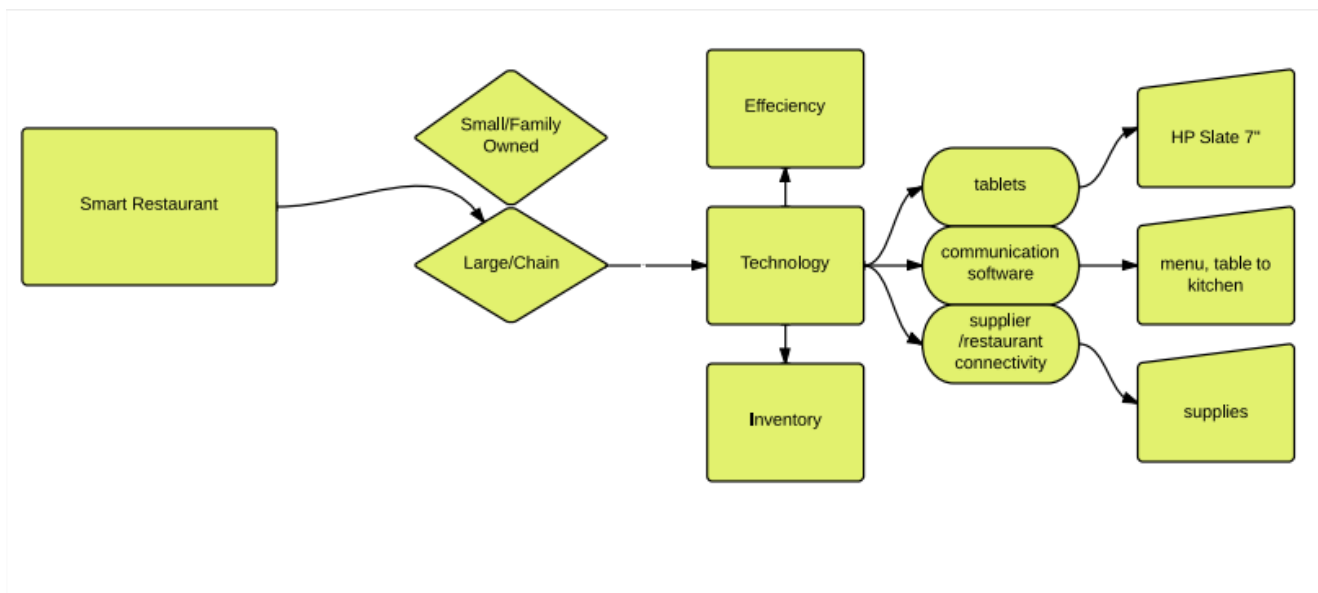 Smart Restaurant
Small/Family
Owned
Large/Chain
Effeciency
Technology
Inventory
tablets
communication
software
supplier
/restaurant
connectivity
HP Slate 7"
menu, table to
kitchen
supplies